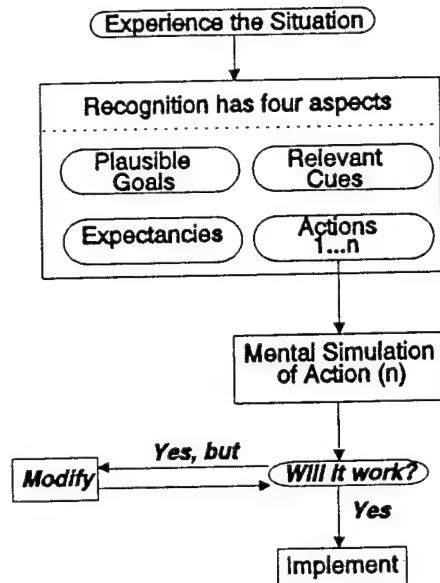 Experience the Situation
Recognition has four aspects
Plausible
Goals
Relevant
Cues
Expectancies
Actions
1...n
Mental Simulation
of Action (n)
Yes, but
Modify
Will it work?
Yes
Implement